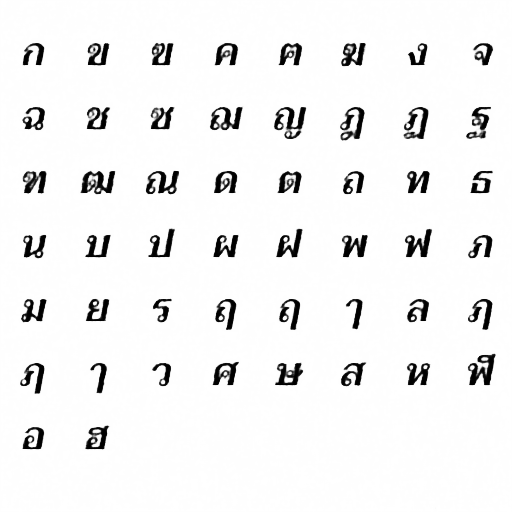 ก ข ฃ ค ฅ ฆ ง จ
ฉ ช ซ ฌ ญ ฎ ฏ ฐ
ฑ ฒ ณ ด ต ถ ท ธ
น บ ป ผ ฝ พ ฟ ภ
ม ย ร ฤ ฤ ๅ ล ฦ
ฦ ๅ ว ศ ษ ส ห ฬ
อ ฮ